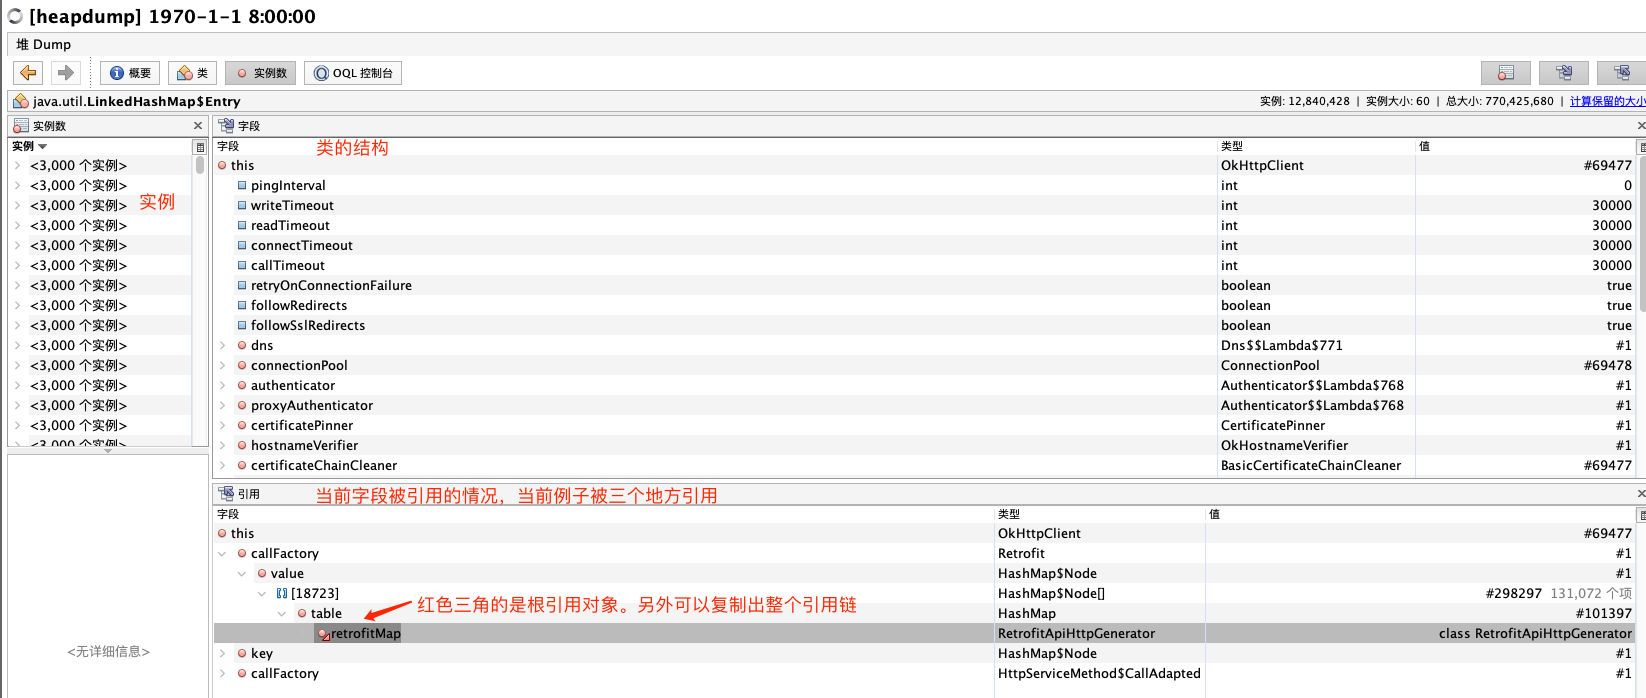 [heapdump] 1970-1-1 8:00:00
堆 Dump
概要 类 实例数 OQL 控制台
java.util.LinkedHashMap$Entry 实例: 12,840,428 | 实例大小: 60 | 总大小: 770,425,680 | 计算保留的大小
实例数
实例
<3,000 个实例>
<3,000 个实例>
<3,000 个实例> 实例
<3,000 个实例>
<3,000 个实例>
<3,000 个实例>
<3,000 个实例>
<3,000 个实例>
<3,000 个实例>
<3,000 个实例>
<3,000 个实例>
<3,000 个实例>
<3,000 个实例>
<3,000 个实例>
<3,000 个实例>
<无详细信息>
字段
字段 类的结构 类型 值
this OkHttpClient #69477
pingInterval int 0
writeTimeout int 30000
readTimeout int 30000
connectTimeout int 30000
callTimeout int 30000
retryOnConnectionFailure boolean true
followRedirects boolean true
followSslRedirects boolean true
dns Dns$$Lambda$771 #1
connectionPool ConnectionPool #69478
authenticator Authenticator$$Lambda$768 #1
proxyAuthenticator Authenticator$$Lambda$768 #1
certificatePinner CertificatePinner #1
hostnameVerifier OkHostnameVerifier #1
certificateChainCleaner BasicCertificateChainCleaner #69477
引用 当前字段被引用的情况，当前例子被三个地方引用
字段 类型 值
this OkHttpClient #69477
callFactory Retrofit #1
value HashMap$Node #1
[18723] HashMap$Node[] #298297 131,072 个项
table 红色三角的是根引用对象。另外可以复制出整个引用链 HashMap #101397
retrofitMap RetrofitApiHttpGenerator class RetrofitApiHttpGenerator
key HashMap$Node #1
callFactory HttpServiceMethod$CallAdapted #1